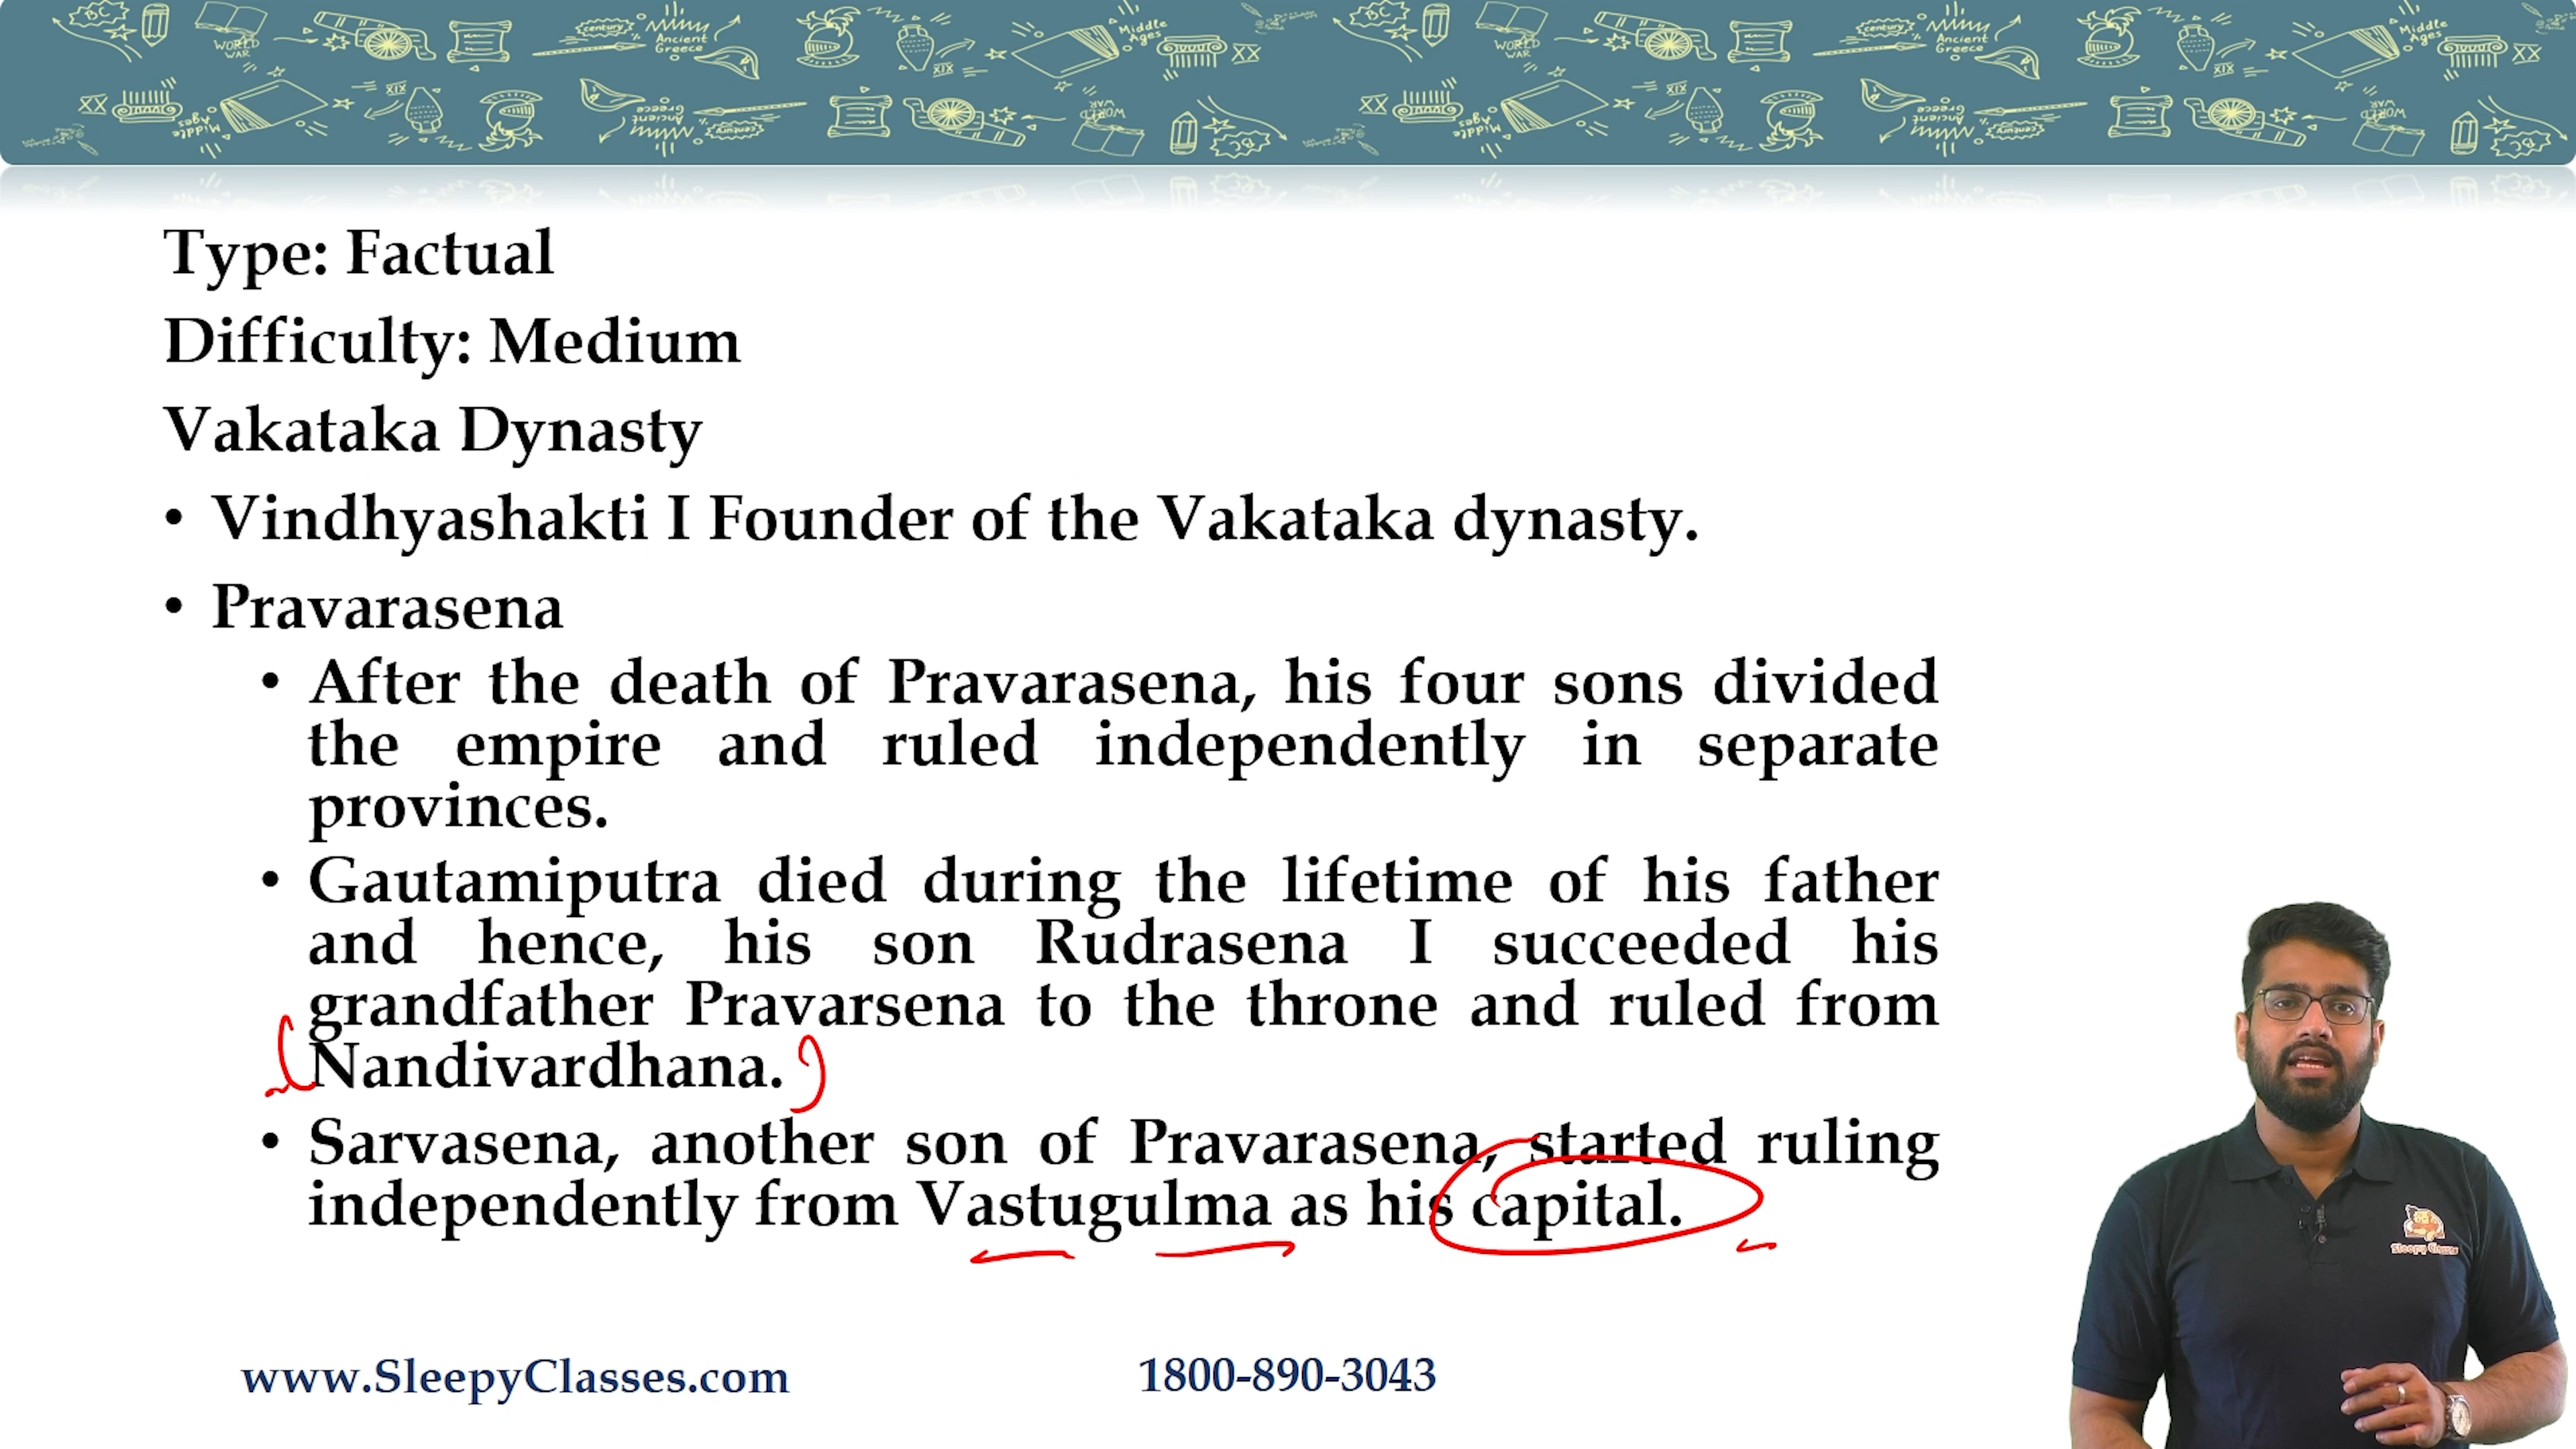 Type: Factual
Difficulty: Medium
Vakataka Dynasty
• Vindhyashakti I Founder of the Vakataka dynasty.
• Pravarasena
• After the death of Pravarasena, his four sons divided
the empire and ruled independently in separate
provinces.
• Gautamiputra died during the lifetime of his father
and hence, his son Rudrasena I succeeded his
grandfather Pravarsena to the throne and ruled from
Nandivardhana.
• Sarvasena, another son of Pravarasena, started ruling
independently from Vastugulma as his capital.
Sleepy Classes
www.SleepyClasses.com
1800-890-3043